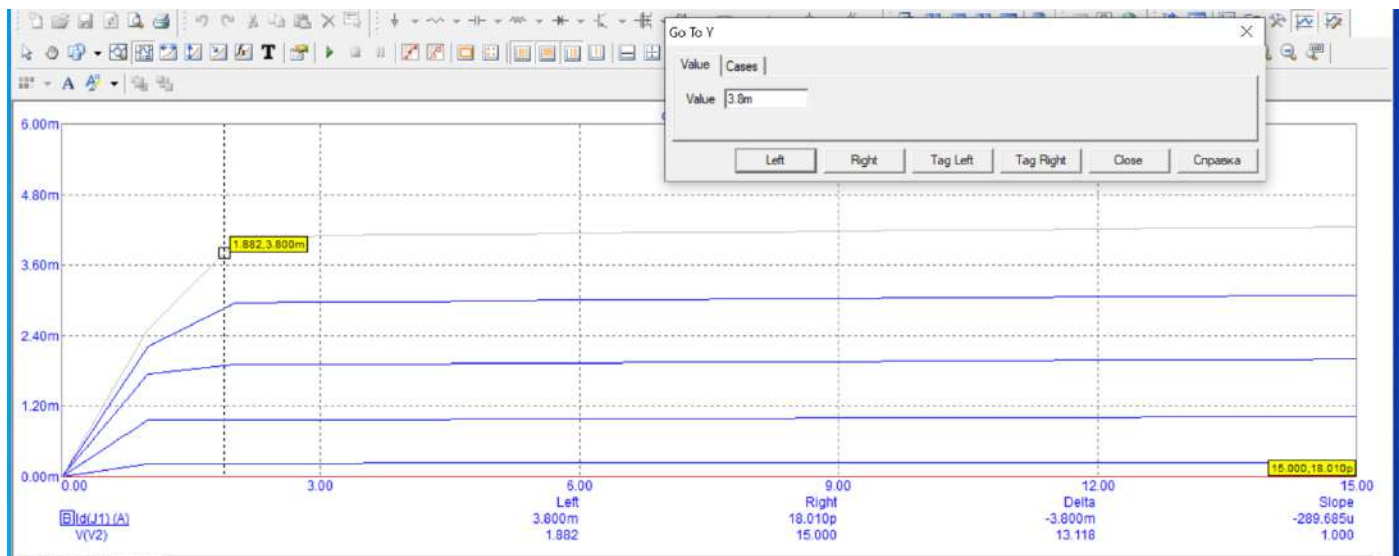 Go To Y
Value Cases
Value 3.8m
Left Right Tag Left Tag Right Close Справка
T
A
6.00m
4.80m
3.60m
2.40m
1.20m
0.00m
1.882,3.800m
15.000,18.010p
0.00 3.00 6.00 9.00 12.00 15.00
Left Right Delta Slope
B Id(J1) (A) 3.800m 18.010p -3.800m -289.685u
V(V2) 1.882 15.000 13.118 1.000